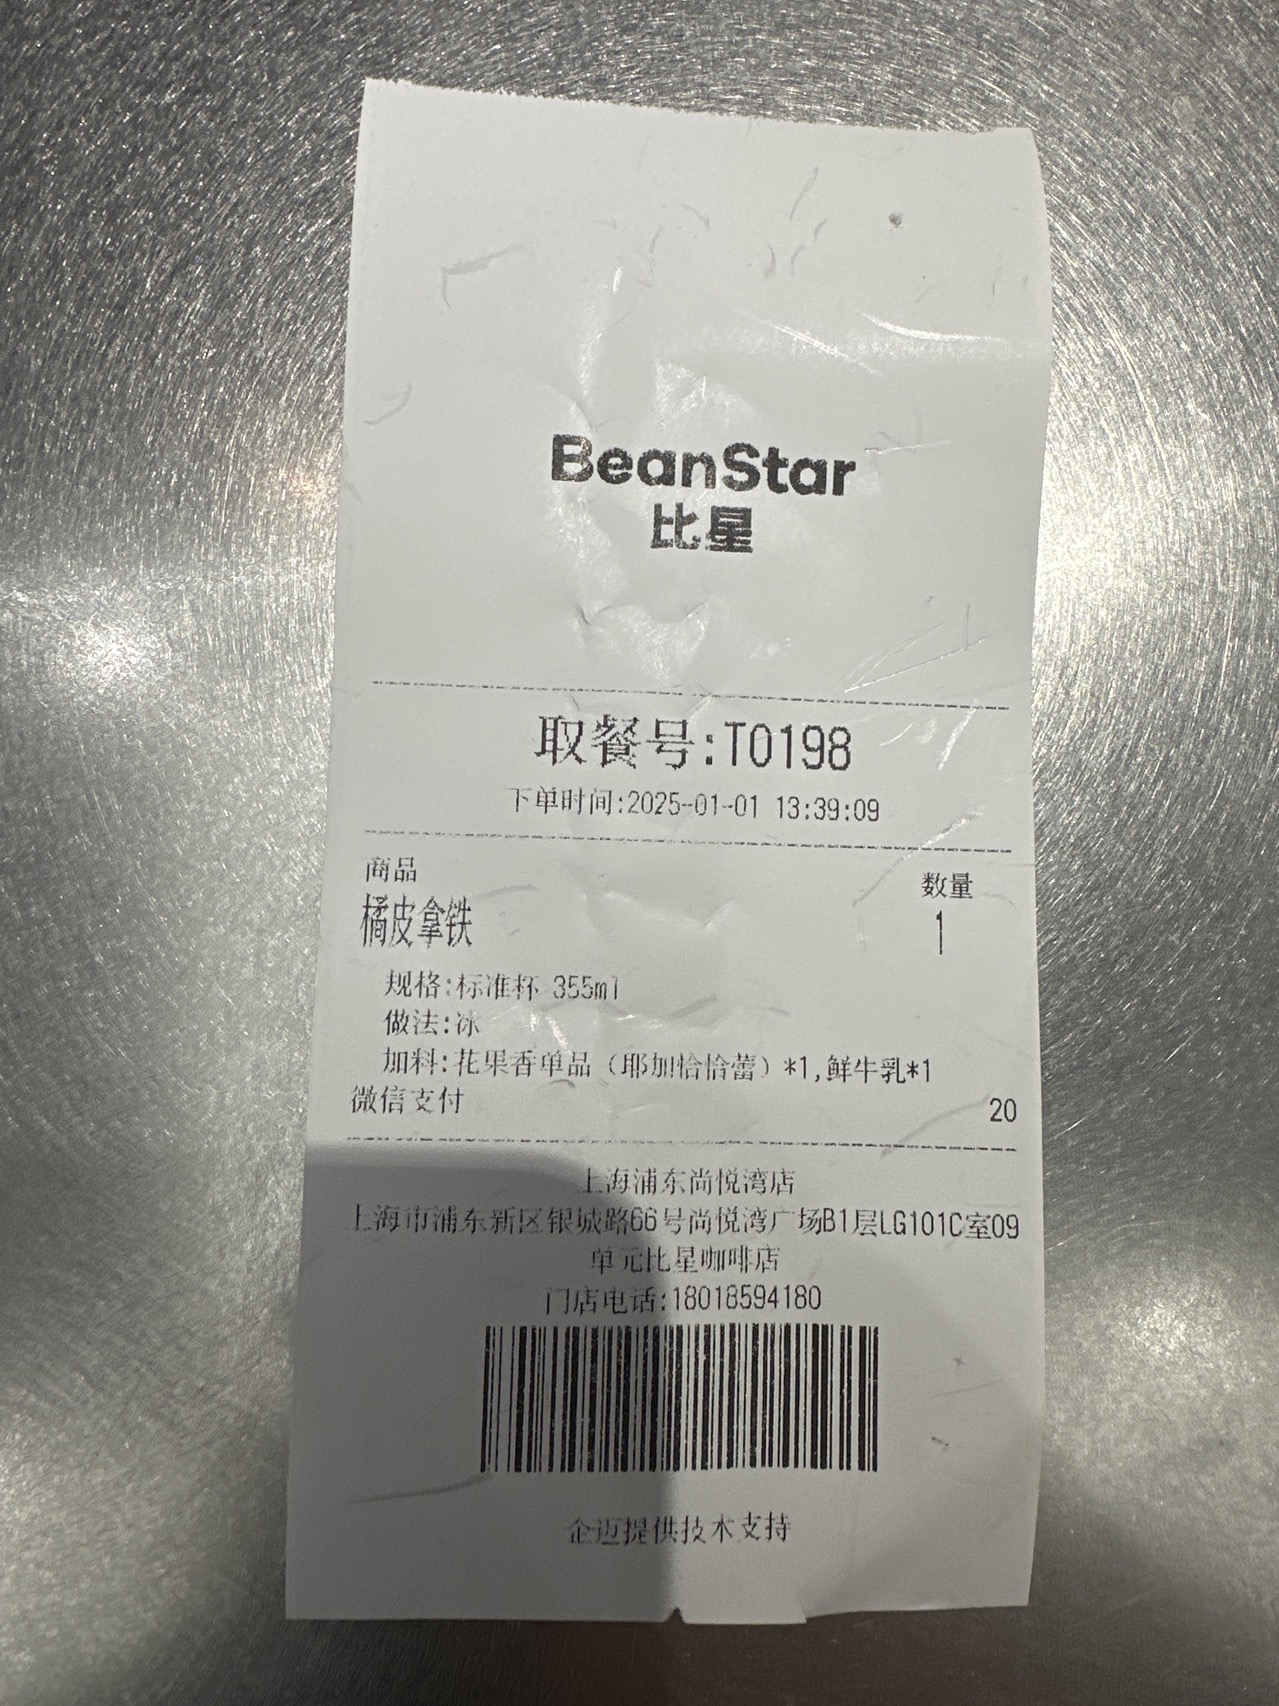 BeanStar
比星
取餐号:T0198
下单时间:2025-01-01 13:39:09
商品 数量
橘皮拿铁 1
规格:标准杯 355ml
做法:冰
加料:花果香单品（耶加恰恰蕾）*1,鲜牛乳*1
微信支付 20
上海浦东尚悦湾店
上海市浦东新区银城路66号尚悦湾广场B1层LG101C室09
单元比星咖啡店
门店电话:18018594180
企迈提供技术支持